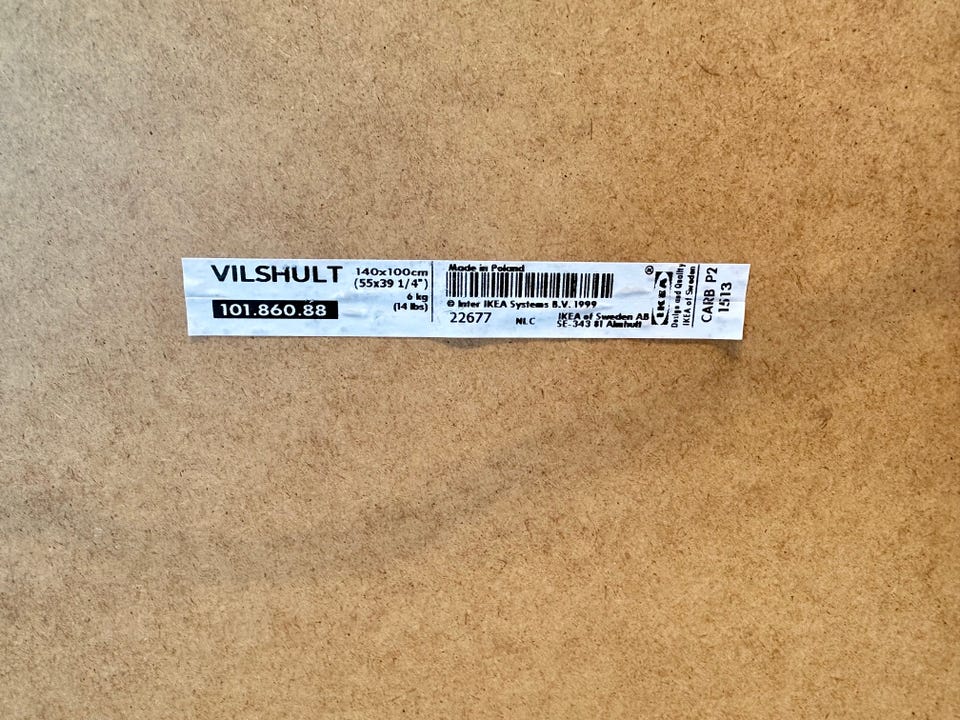 VILSHULT
101.860.88
140x100cm
(55x39 1/4")
6 kg
(14 lbs)
Made in Poland
© Inter IKEA Systems B.V. 1999
22677 NLC
IKEA of Sweden AB
SE-343 81 Älmhult
® IKEA
Design and Quality
IKEA of Sweden
CARB P2
1513